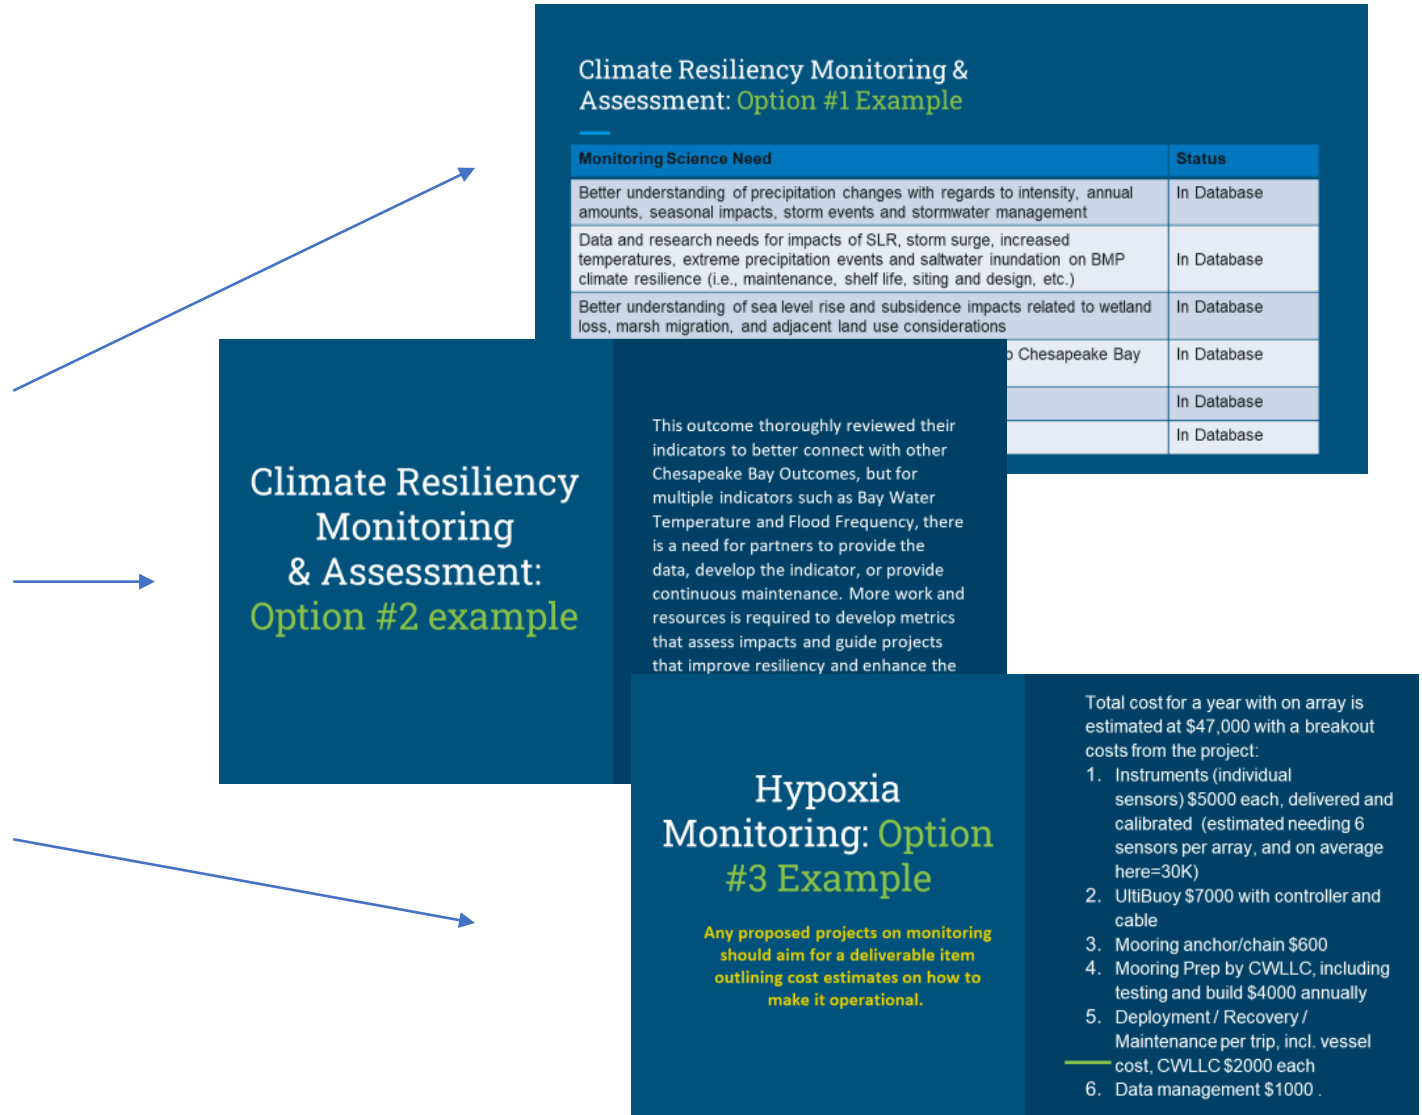 Climate Resiliency Monitoring &
Assessment: Option #1 Example
Monitoring Science Need
Status
Better understanding of precipitation changes with regards to intensity, annual
amounts, seasonal impacts, storm events and stormwater management
In Database
Data and research needs for impacts of SLR, storm surge, increased
temperatures, extreme precipitation events and saltwater inundation on BMP
climate resilience (i.e., maintenance, shelf life, siting and design, etc.)
In Database
Better understanding of sea level rise and subsidence impacts related to wetland
loss, marsh migration, and adjacent land use considerations
In Database
Chesapeake Bay
In Database
In Database
In Database
Climate Resiliency
Monitoring
& Assessment:
Option #2 example
This outcome thoroughly reviewed their
indicators to better connect with other
Chesapeake Bay Outcomes, but for
multiple indicators such as Bay Water
Temperature and Flood Frequency, there
is a need for partners to provide the
data, develop the indicator, or provide
continuous maintenance. More work and
resources is required to develop metrics
that assess impacts and guide projects
that improve resiliency and enhance the
Hypoxia
Monitoring: Option
#3 Example
Any proposed projects on monitoring
should aim for a deliverable item
outlining cost estimates on how to
make it operational.
Total cost for a year with on array is
estimated at $47,000 with a breakout
costs from the project:
1. Instruments (individual
sensors) $5000 each, delivered and
calibrated (estimated needing 6
sensors per array, and on average
here=30K)
2. UltiBuoy $7000 with controller and
cable
3. Mooring anchor/chain $600
4. Mooring Prep by CWLLC, including
testing and build $4000 annually
5. Deployment / Recovery /
Maintenance per trip, incl. vessel
cost, CWLLC $2000 each
6. Data management $1000 .